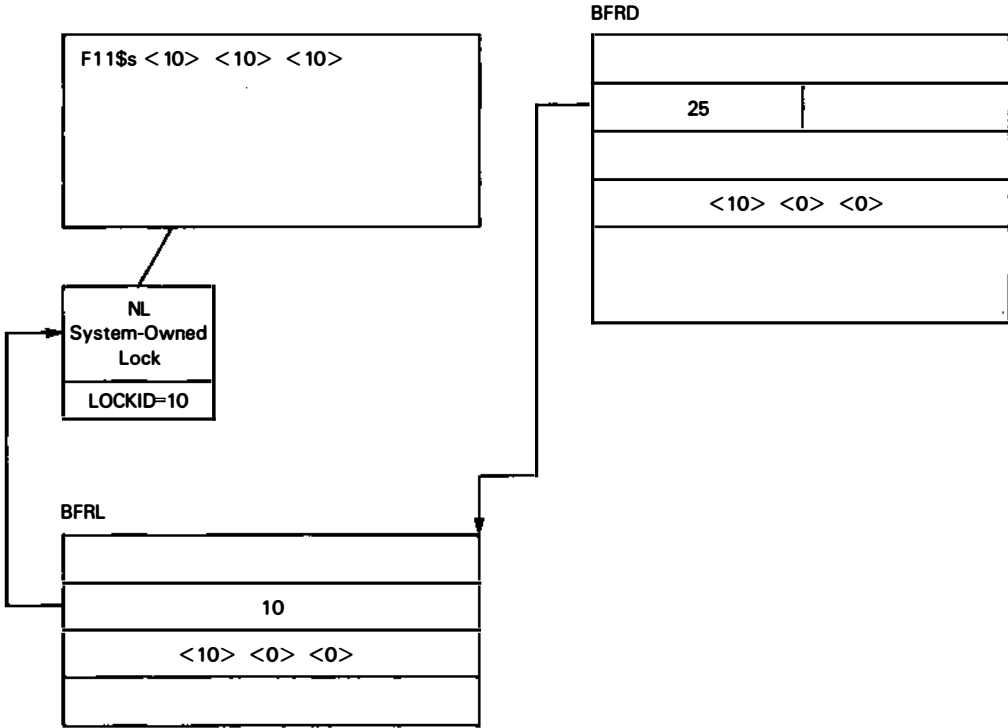 BFRD
F11$s <10> <10> <10>
25
<10> <0> <0>
NL
System-Owned
Lock
LOCKID=10
BFRL
10
<10> <0> <0>